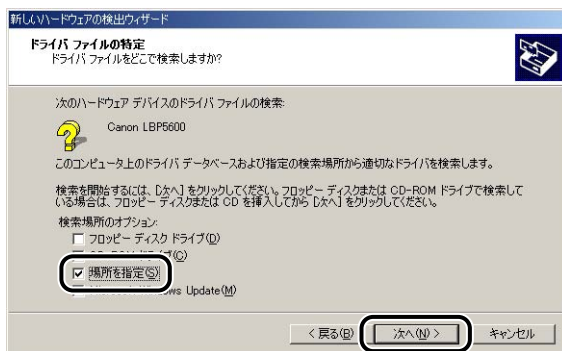 新しいハードウェアの検出ウィザード
ドライバ ファイルの特定
ドライバ ファイルをどこで検索しますか?
次のハードウェア デバイスのドライバ ファイルの検索:
Canon LBP5600
このコンピュータ上のドライバ データベースおよび指定の検索場所から適切なドライバを検索します。
検索を開始するには、[次へ] をクリックしてください。フロッピー ディスクまたは CD-ROM ドライブで検索して
いる場合は、フロッピー ディスクまたは CD を挿入してから [次へ] をクリックしてください。
検索場所のオプション:
フロッピー ディスク ドライブ(D)
(C)
場所を指定(S)
Update(M)
< 戻る(B)
次へ(N) >
キャンセル